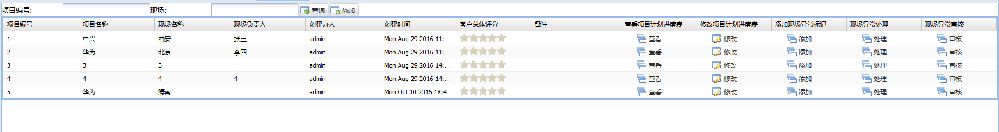 项目编号: 现场: 查询 添加
项目编号 项目名称 现场名称 现场负责人 创建办人 创建时间 客户总体评分 备注 查看项目计划进度表 修改项目计划进度表 添加现场异常标记 现场异常处理 现场异常审核
1 中兴 西安 张三 admin Mon Aug 29 2016 11:... 查看 修改 添加 处理 审核
2 华为 北京 李四 admin Mon Aug 29 2016 11:... 查看 修改 添加 处理 审核
3 3 3 admin Mon Aug 29 2016 14:... 查看 修改 添加 处理 审核
4 4 4 4 admin Mon Aug 29 2016 14:... 查看 修改 添加 处理 审核
5 华为 海南 admin Mon Oct 10 2016 18:4... 查看 修改 添加 处理 审核